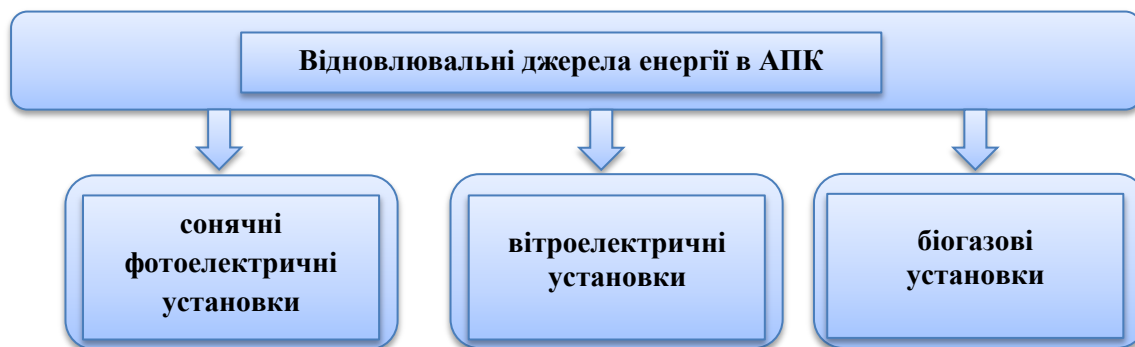 Відновлювальні джерела енергії в АПК
сонячні
фотоелектричні
установки
вітроелектричні
установки
біогазові
установки